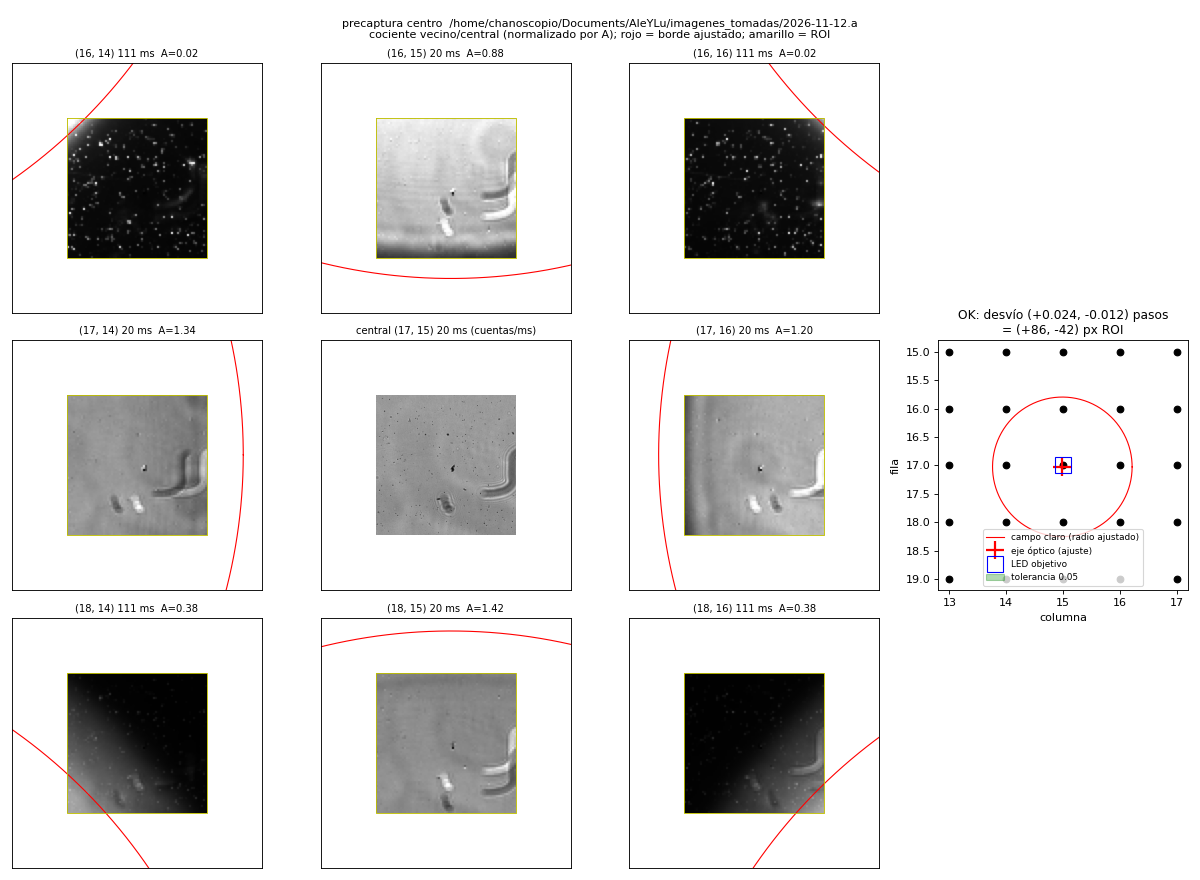 precaptura centro  /home/chanoscopio/Documents/AleYLu/imagenes_tomadas/2026-11-12.a
cociente vecino/central (normalizado por A); rojo = borde ajustado; amarillo = ROI
(16, 14) 111 ms  A=0.02
(16, 15) 20 ms  A=0.88
(16, 16) 111 ms  A=0.02
(17, 14) 20 ms  A=1.34
central (17, 15) 20 ms (cuentas/ms)
(17, 16) 20 ms  A=1.20
OK: desvío (+0.024, -0.012) pasos
= (+86, -42) px ROI
15.0
15.5
16.0
16.5
17.0
17.5
18.0
18.5
19.0
fila
campo claro (radio ajustado)
eje óptico (ajuste)
LED objetivo
tolerancia 0.05
13
14
15
16
17
columna
(18, 14) 111 ms  A=0.38
(18, 15) 20 ms  A=1.42
(18, 16) 111 ms  A=0.38